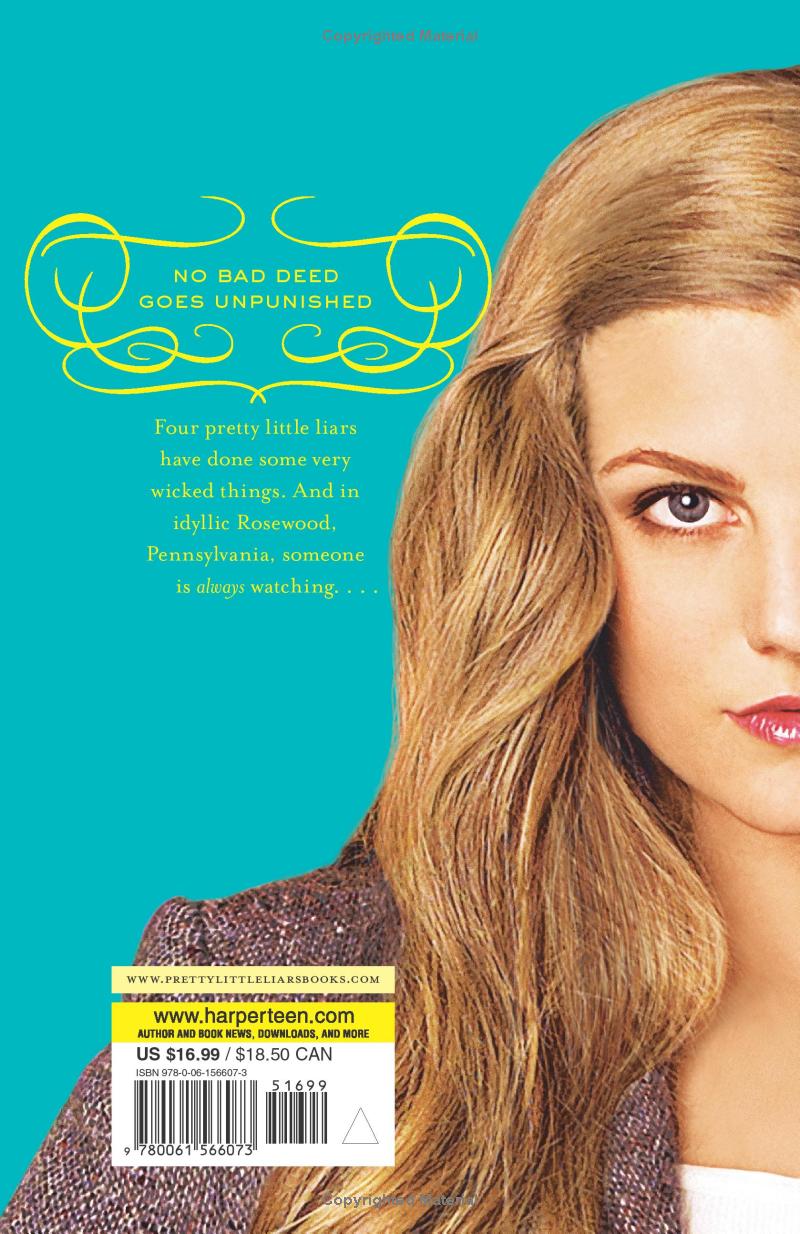 Copyrighted Material
NO BAD DEED
GOES UNPUNISHED
Four pretty little liars
have done some very
wicked things. And in
idyllic Rosewood,
Pennsylvania, someone
is always watching. . . .
WWW.PRETTYLITTLELIARSBOOKS.COM
www.harperteen.com
AUTHOR AND BOOK NEWS, DOWNLOADS, AND MORE
US $16.99 / $18.50 CAN
ISBN 978-0-06-156607-3
51699
9 780061 566073
Copyrighted Material